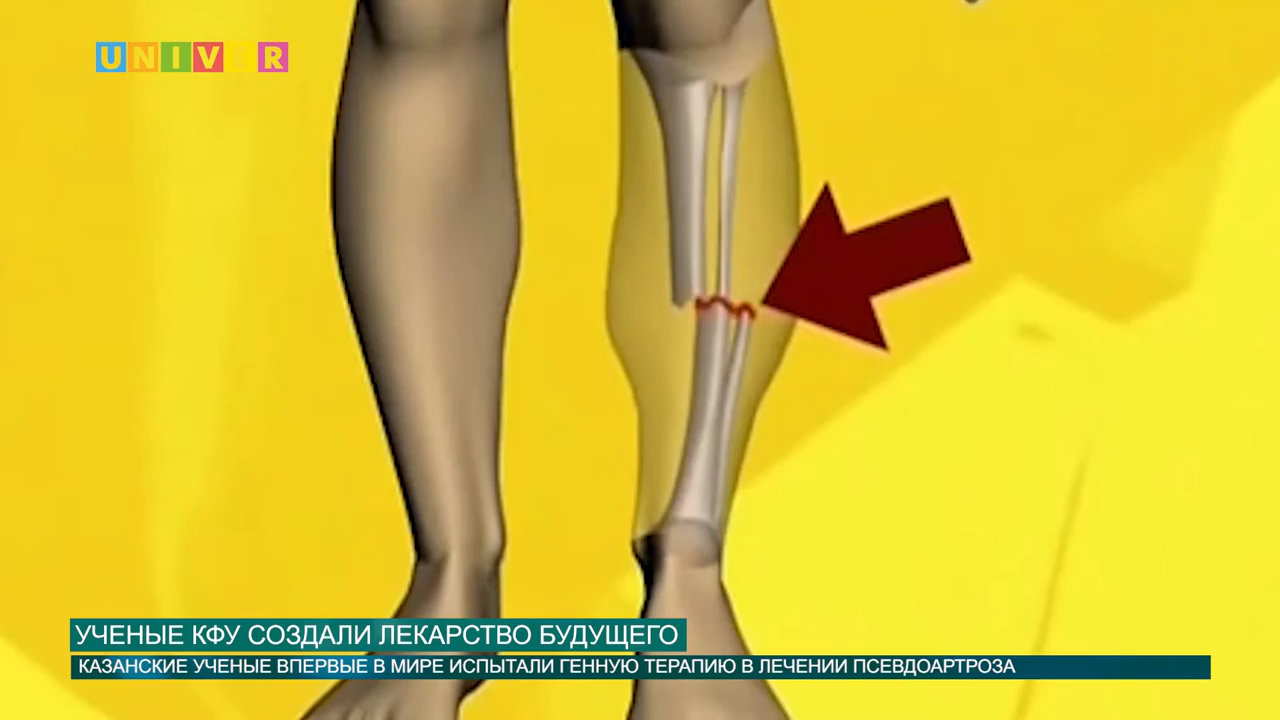 UNIVER
УЧЕНЫЕ КФУ СОЗДАЛИ ЛЕКАРСТВО БУДУЩЕГО
КАЗАНСКИЕ УЧЕНЫЕ ВПЕРВЫЕ В МИРЕ ИСПЫТАЛИ ГЕННУЮ ТЕРАПИЮ В ЛЕЧЕНИИ ПСЕВДОАРТРОЗА